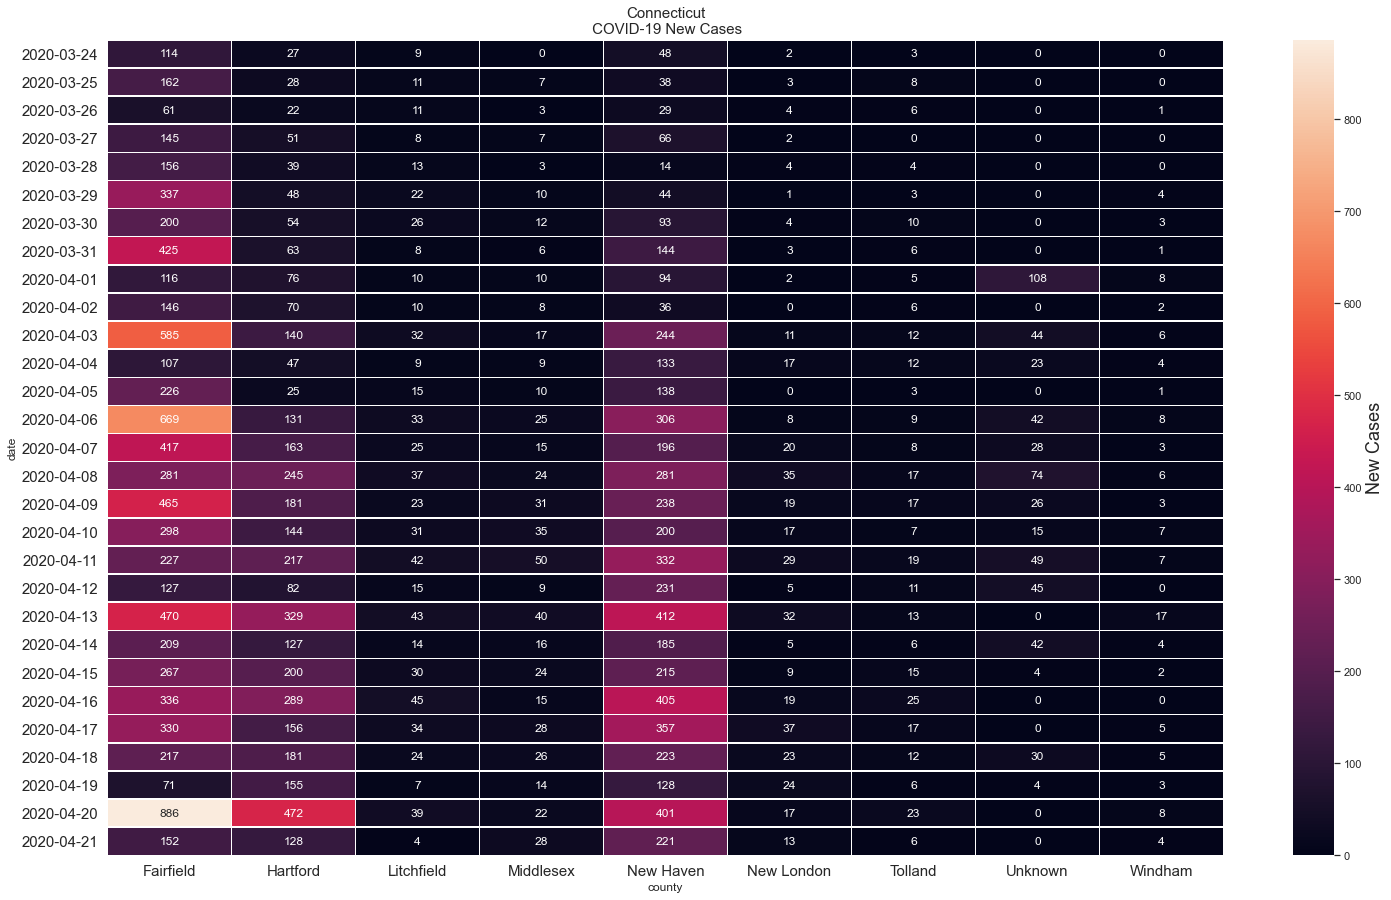 Connecticut
COVID-19 New Cases
2020-03-24 114 27 9 0 48 2 3 0 0
2020-03-25 162 28 11 7 38 3 8 0 0
2020-03-26 61 22 11 3 29 4 6 0 1
2020-03-27 145 51 8 7 66 2 0 0 0
2020-03-28 156 39 13 3 14 4 4 0 0
2020-03-29 337 48 22 10 44 1 3 0 4
2020-03-30 200 54 26 12 93 4 10 0 3
2020-03-31 425 63 8 6 144 3 6 0 1
2020-04-01 116 76 10 10 94 2 5 108 8
2020-04-02 146 70 10 8 36 0 6 0 2
2020-04-03 585 140 32 17 244 11 12 44 6
2020-04-04 107 47 9 9 133 17 12 23 4
2020-04-05 226 25 15 10 138 0 3 0 1
2020-04-06 669 131 33 25 306 8 9 42 8
2020-04-07 417 163 25 15 196 20 8 28 3
2020-04-08 281 245 37 24 281 35 17 74 6
2020-04-09 465 181 23 31 238 19 17 26 3
2020-04-10 298 144 31 35 200 17 7 15 7
2020-04-11 227 217 42 50 332 29 19 49 7
2020-04-12 127 82 15 9 231 5 11 45 0
2020-04-13 470 329 43 40 412 32 13 0 17
2020-04-14 209 127 14 16 185 5 6 42 4
2020-04-15 267 200 30 24 215 9 15 4 2
2020-04-16 336 289 45 15 405 19 25 0 0
2020-04-17 330 156 34 28 357 37 17 0 5
2020-04-18 217 181 24 26 223 23 12 30 5
2020-04-19 71 155 7 14 128 24 6 4 3
2020-04-20 886 472 39 22 401 17 23 0 8
2020-04-21 152 128 4 28 221 13 6 0 4
Fairfield Hartford Litchfield Middlesex New Haven New London Tolland Unknown Windham
county
date
800
700
600
500
400
300
200
100
0
New Cases